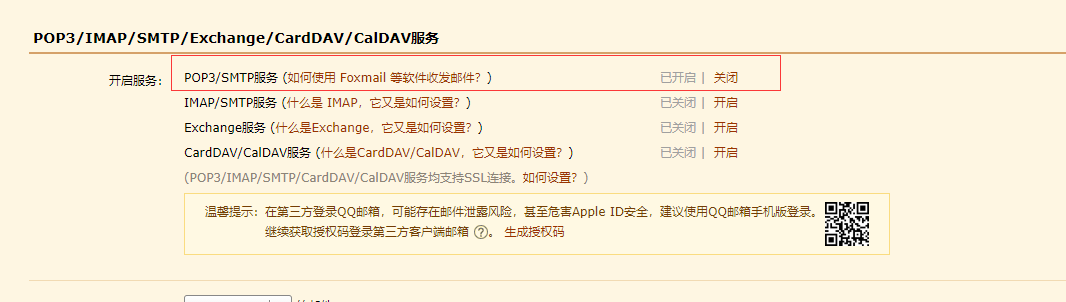 POP3/IMAP/SMTP/Exchange/CardDAV/CalDAV服务
开启服务： POP3/SMTP服务 (如何使用 Foxmail 等软件收发邮件？) 已开启 | 关闭
IMAP/SMTP服务 (什么是 IMAP，它又是如何设置？) 已关闭 | 开启
Exchange服务 (什么是Exchange，它又是如何设置？) 已关闭 | 开启
CardDAV/CalDAV服务 (什么是CardDAV/CalDAV，它又是如何设置？) 已关闭 | 开启
(POP3/IMAP/SMTP/CardDAV/CalDAV服务均支持SSL连接。如何设置？)
温馨提示：在第三方登录QQ邮箱，可能存在邮件泄露风险，甚至危害Apple ID安全，建议使用QQ邮箱手机版登录。
继续获取授权码登录第三方客户端邮箱 ?。 生成授权码